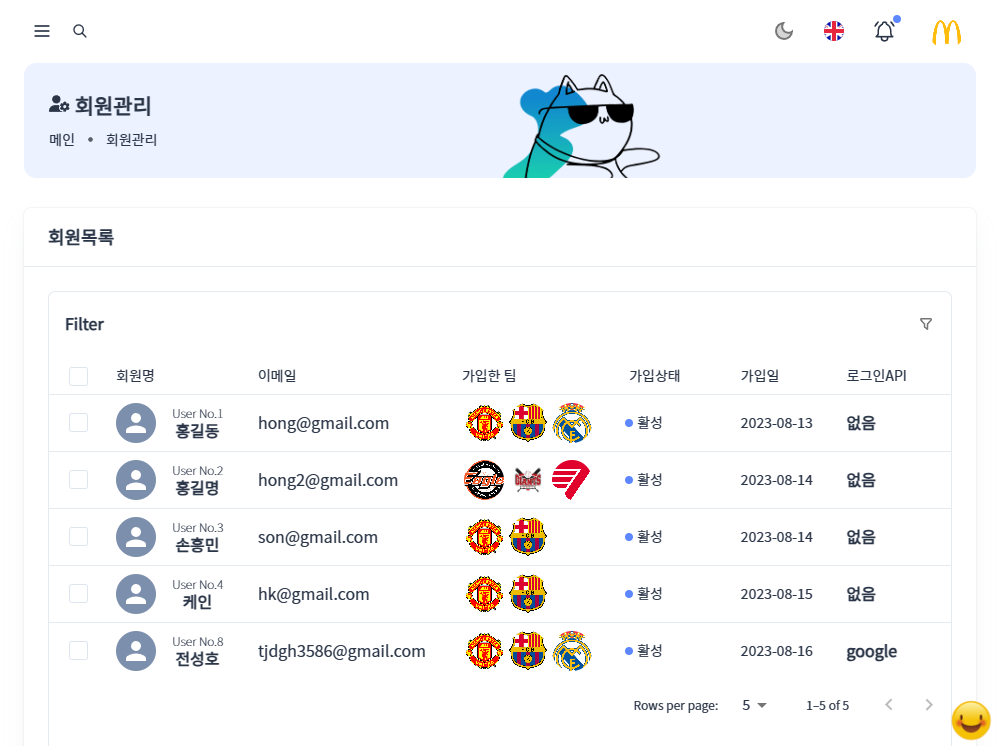 회원관리
메인 • 회원관리
회원목록
Filter
회원명 이메일 가입한 팀 가입상태 가입일 로그인API
User No.1
홍길동 hong@gmail.com 활성 2023-08-13 없음
User No.2
홍길명 hong2@gmail.com 활성 2023-08-14 없음
User No.3
손흥민 son@gmail.com 활성 2023-08-14 없음
User No.4
케인 hk@gmail.com 활성 2023-08-15 없음
User No.8
전성호 tjdgh3586@gmail.com 활성 2023-08-16 google
Rows per page: 5 1–5 of 5